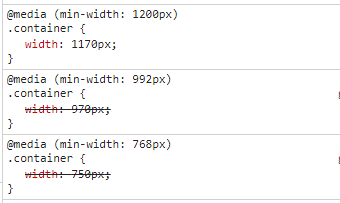 @media (min-width: 1200px)
.container {
width: 1170px;
}
@media (min-width: 992px)
.container {
width: 970px;
}
@media (min-width: 768px)
.container {
width: 750px;
}